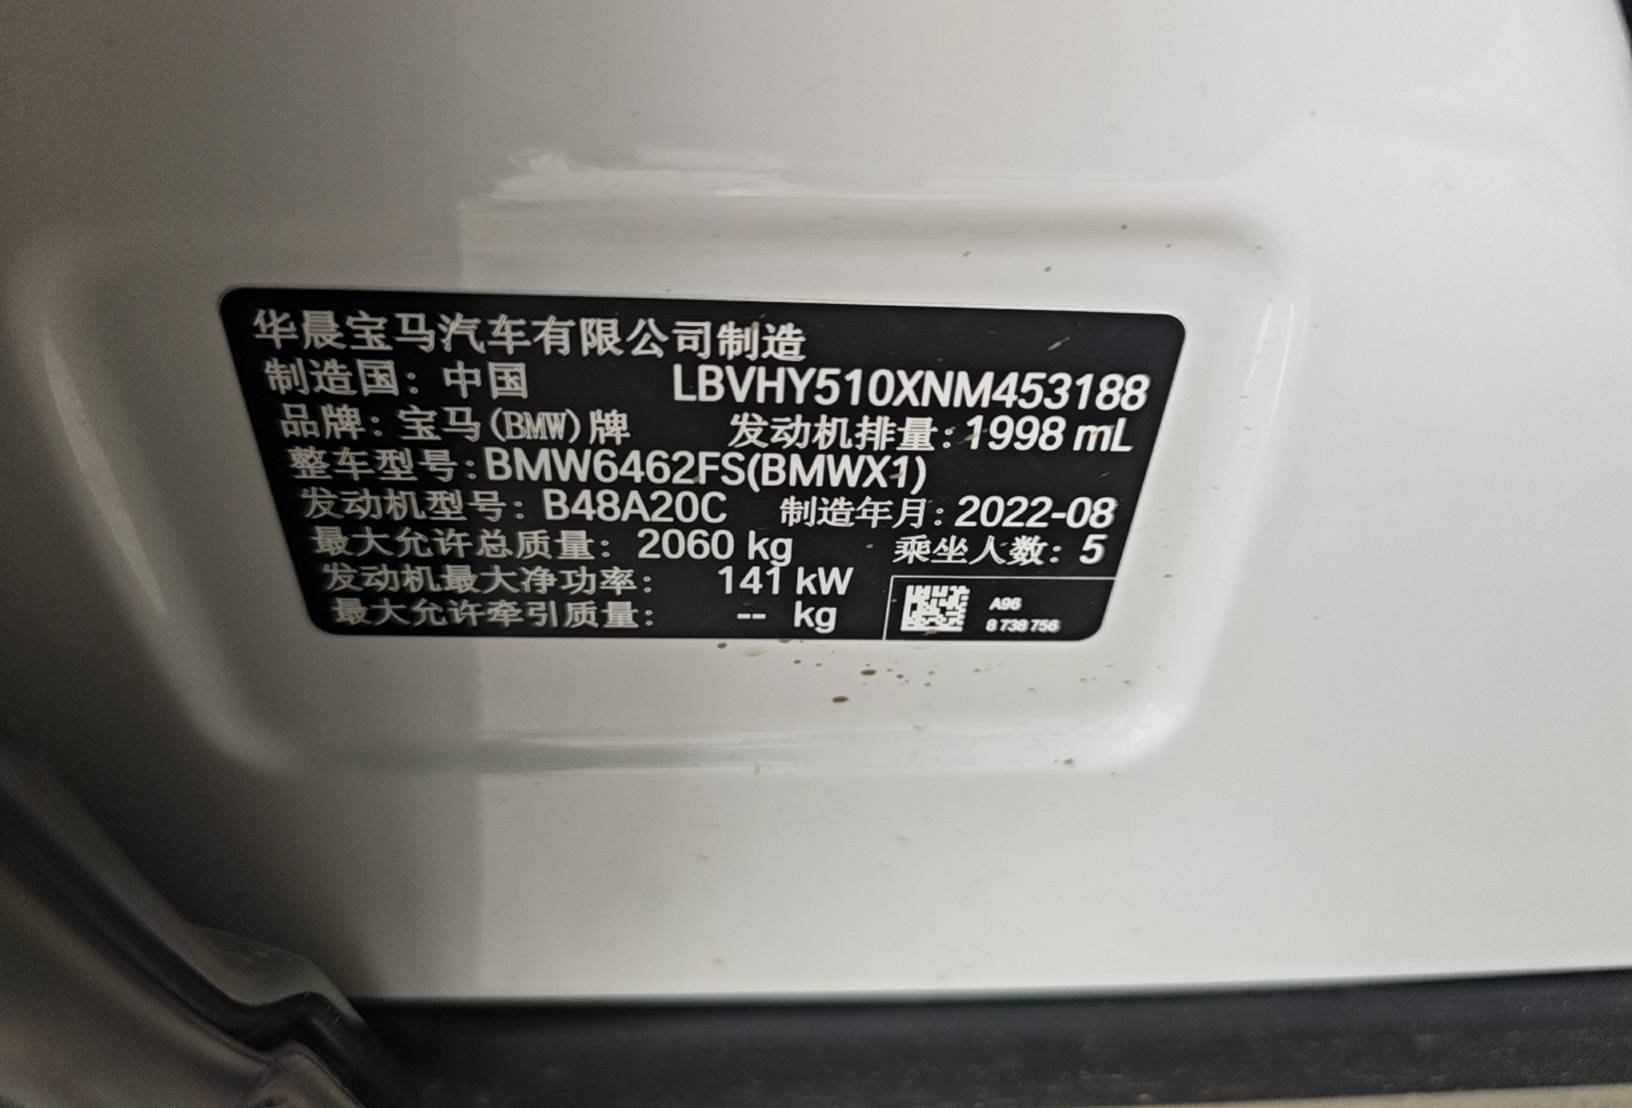 华晨宝马汽车有限公司制造
制造国：中国 LBVHY510XNM453188
品牌：宝马(BMW)牌 发动机排量：1998 mL
整车型号：BMW6462FS(BMWX1)
发动机型号：B48A20C 制造年月：2022-08
最大允许总质量：2060 kg 乘坐人数：5
发动机最大净功率：141 kW
最大允许牵引质量：-- kg
A96
8 738 756